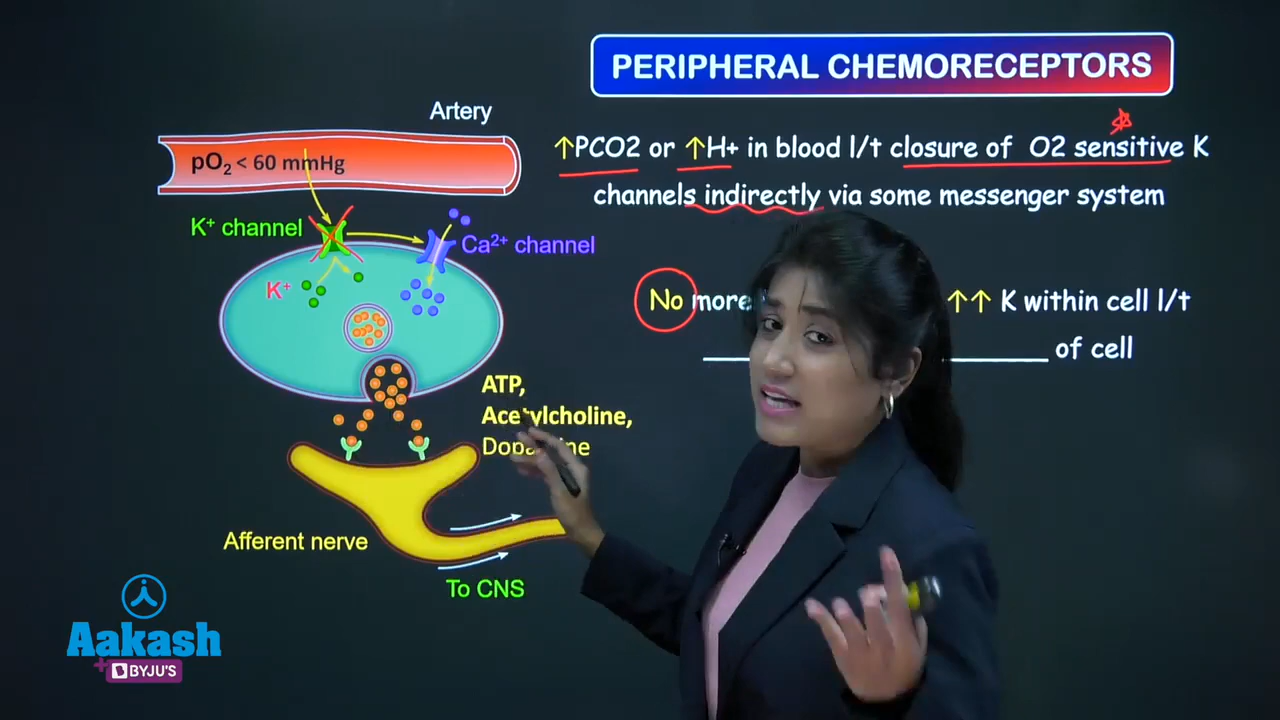 PERIPHERAL CHEMORECEPTORS
Artery
pO₂ < 60 mmHg
↑PCO2 or ↑H+ in blood l/t closure of O2 sensitive K
channels indirectly via some messenger system
K⁺ channel
Ca²⁺ channel
K⁺
No more ↑↑ K within cell l/t
of cell
ATP,
Acetylcholine,
Afferent nerve
To CNS
Aakash
+ BYJU'S